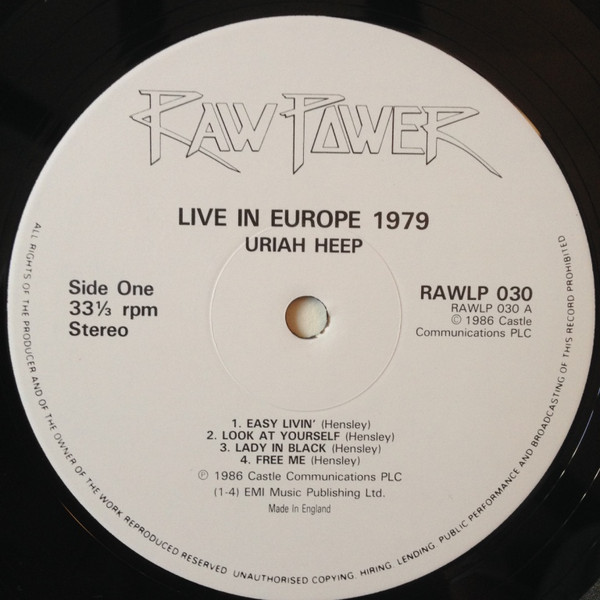 RAW POWER
LIVE IN EUROPE 1979
URIAH HEEP
Side One
33⅓ rpm
Stereo
RAWLP 030
RAWLP 030 A
© 1986 Castle
Communications PLC
1. EASY LIVIN' (Hensley)
2. LOOK AT YOURSELF (Hensley)
3. LADY IN BLACK (Hensley)
4. FREE ME (Hensley)
℗ 1986 Castle Communications PLC
(1-4) EMI Music Publishing Ltd.
Made in England
ALL RIGHTS OF THE PRODUCER AND OF THE OWNER OF THE WORK REPRODUCED RESERVED. UNAUTHORISED COPYING, HIRING, LENDING, PUBLIC PERFORMANCE AND BROADCASTING OF THIS RECORD PROHIBITED